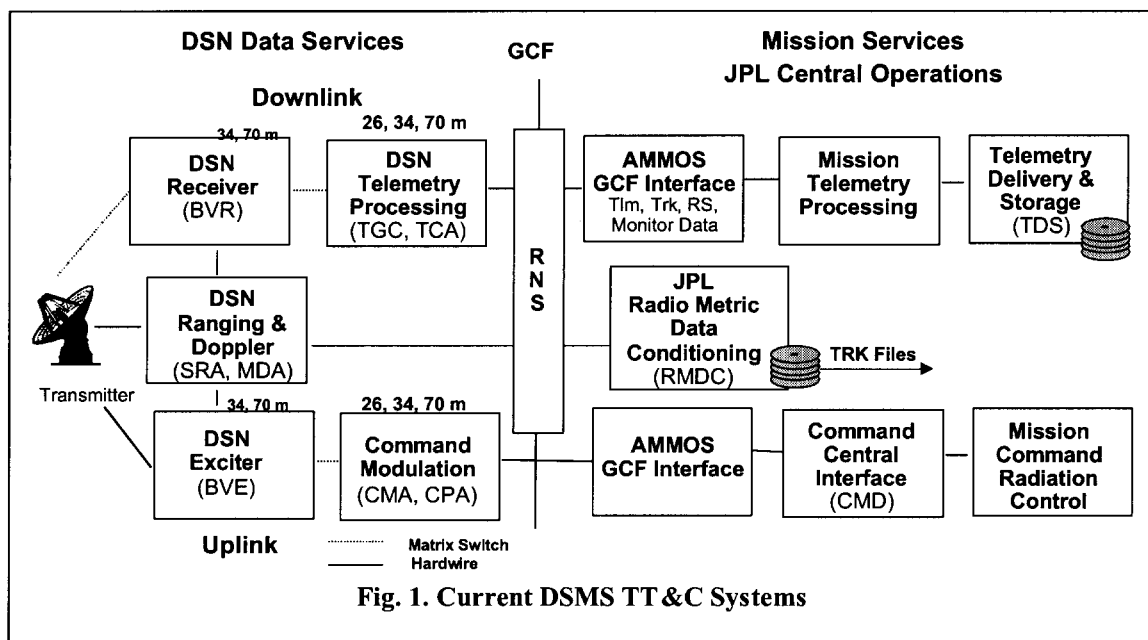 DSN Data Services
GCF
Mission Services
JPL Central Operations
Downlink
34, 70 m
26, 34, 70 m
DSN
Receiver
(BVR)
DSN
Telemetry
Processing
(TGC, TCA)
RNS
AMMOS
GCF Interface
Tlm, Trk, RS,
Monitor Data
Mission
Telemetry
Processing
Telemetry
Delivery &
Storage
(TDS)
DSN
Ranging &
Doppler
(SRA, MDA)
JPL
Radio Metric
Data
Conditioning
(RMDC)
TRK Files
Transmitter
34, 70 m
26, 34, 70 m
DSN
Exciter
(BVE)
Command
Modulation
(CMA, CPA)
AMMOS
GCF Interface
Command
Central
Interface
(CMD)
Mission
Command
Radiation
Control
Uplink
Matrix Switch
Hardwire
Fig. 1. Current DSMS TT&C Systems